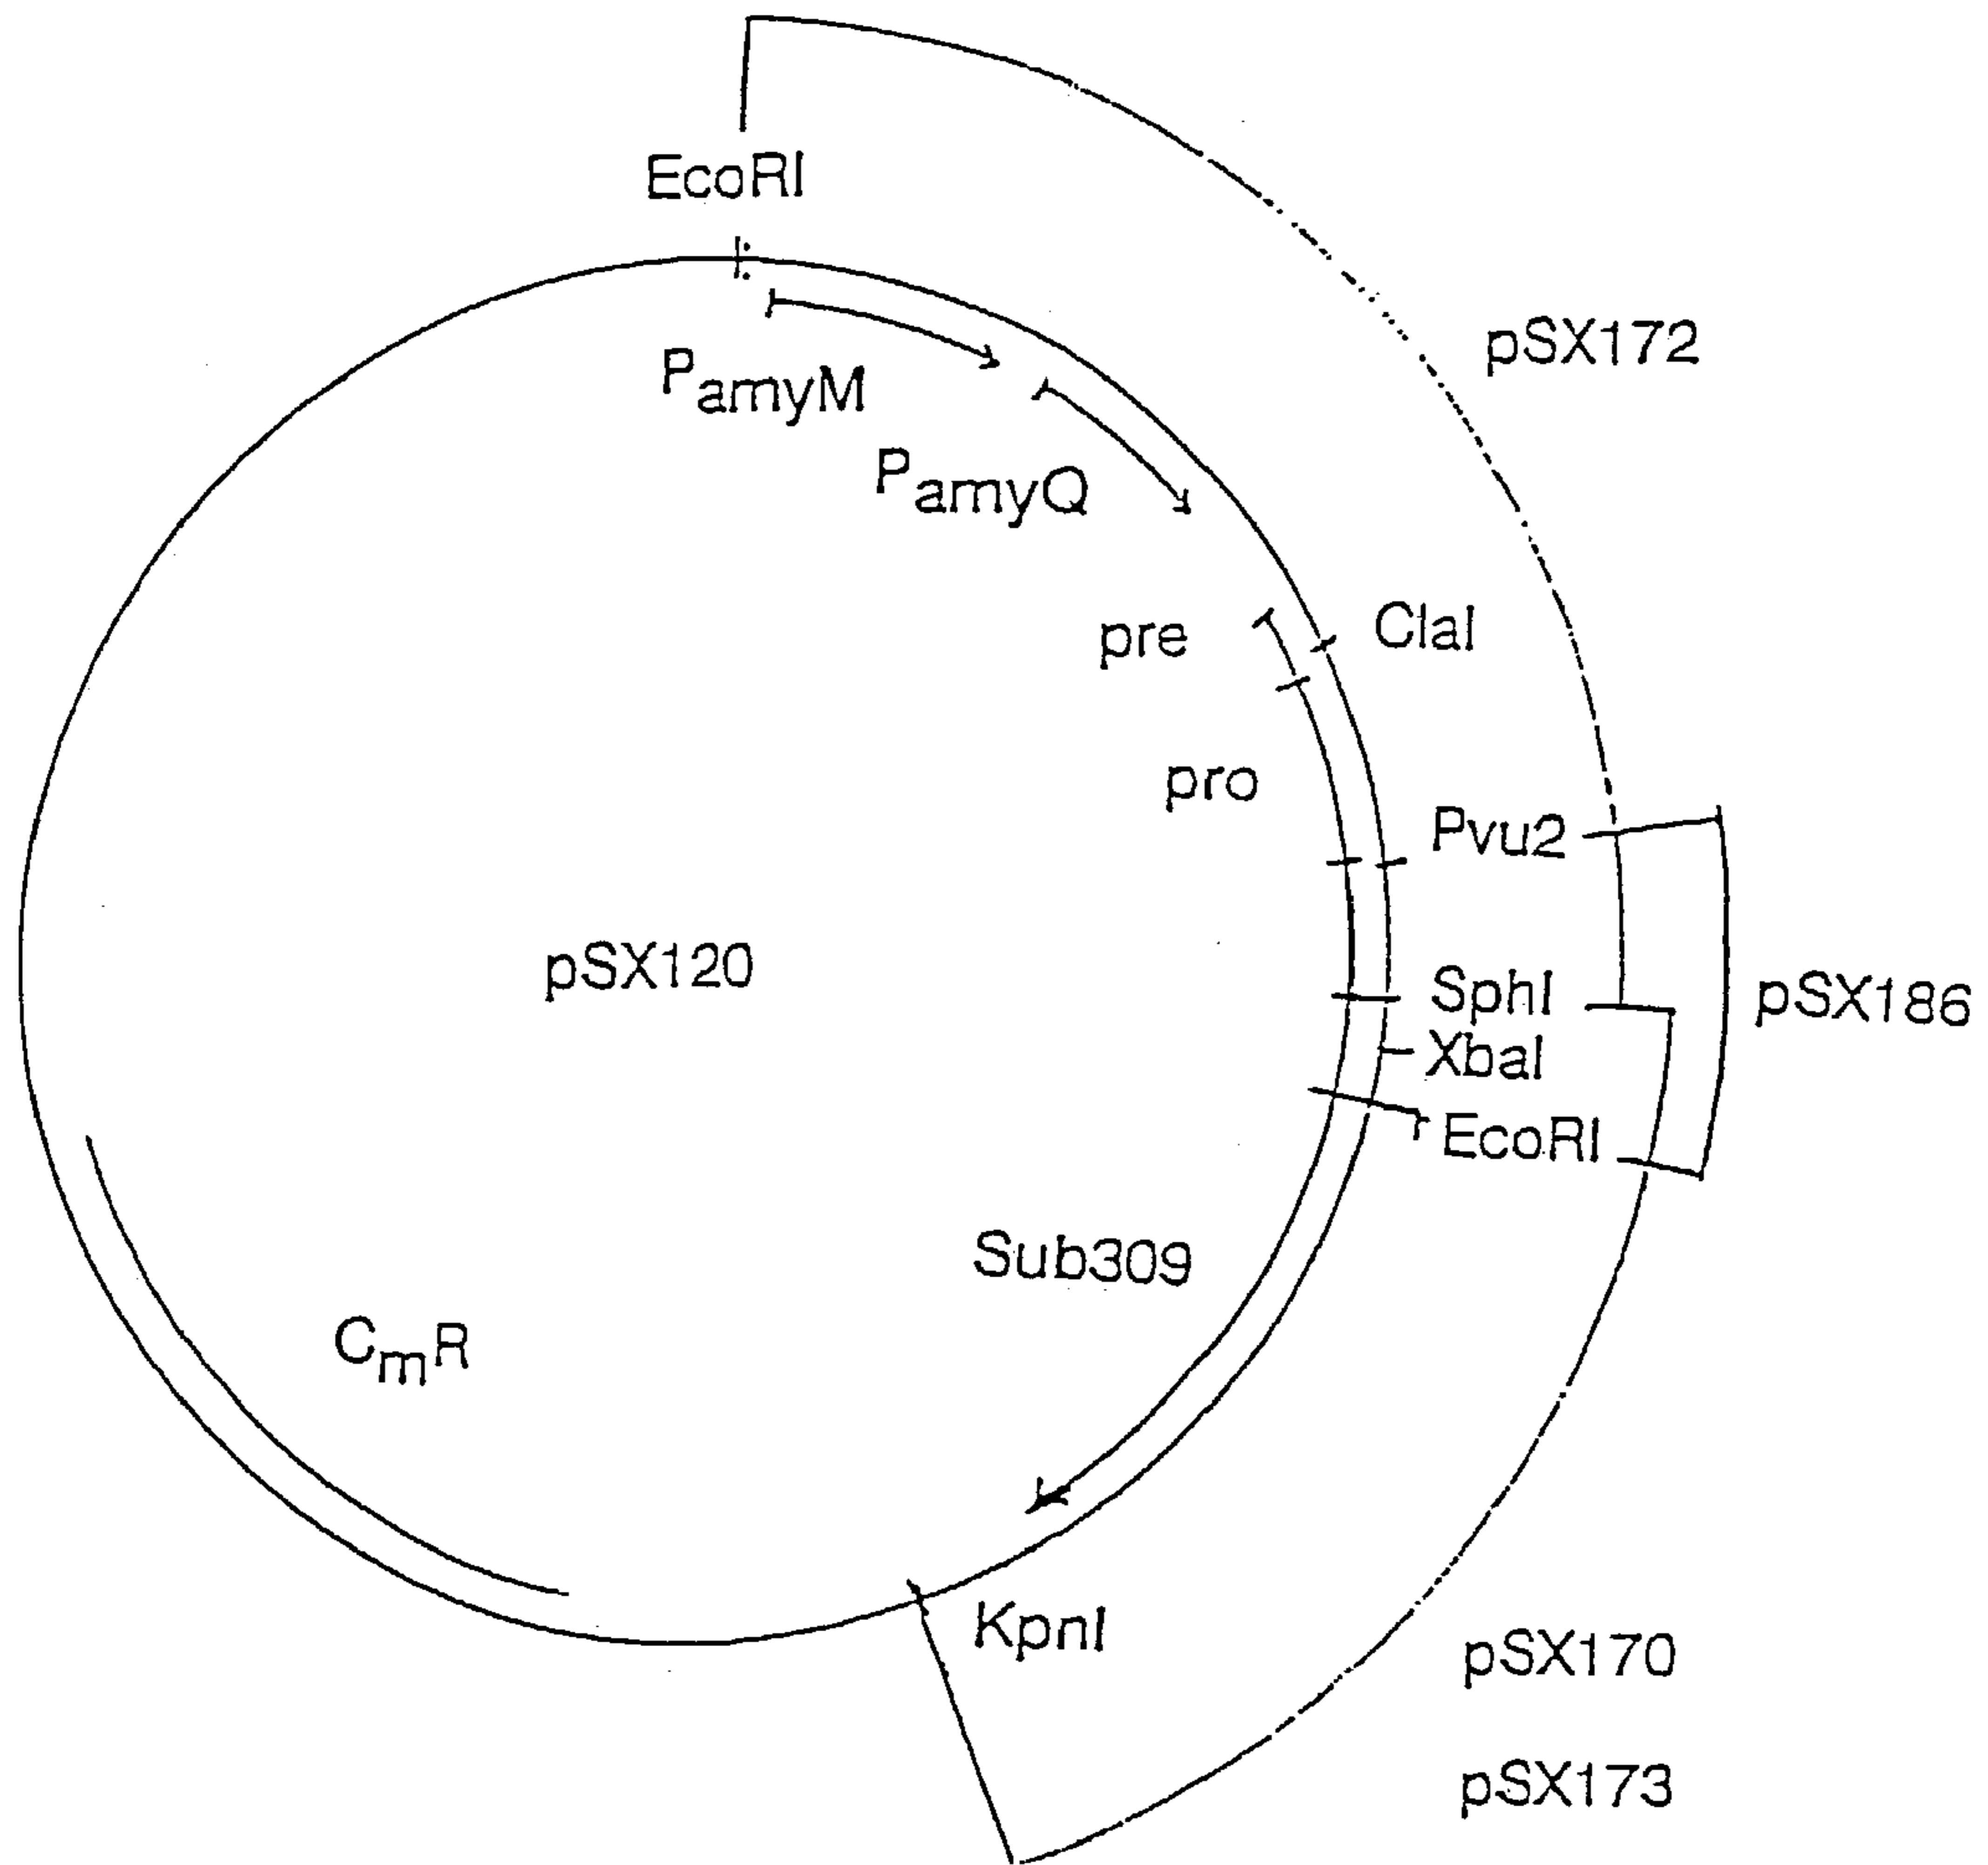 EcoRI
PamyM
PamyQ
pSX172
pre
ClaI
pro
Pvu2
pSX120
SphI
pSX186
XbaI
EcoRI
Sub309
CmR
KpnI
pSX170
pSX173